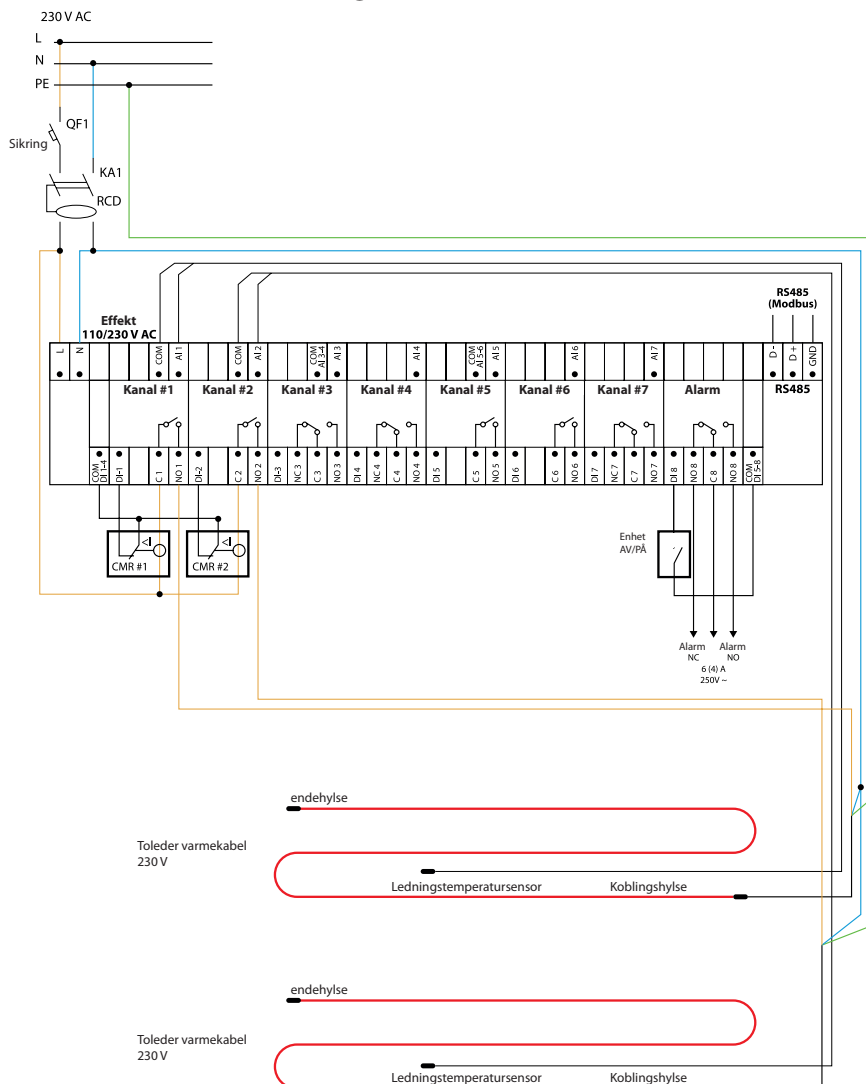 230 V AC
L
N
PE
QF1
Sikring
KA1
RCD
RS485
(Modbus)
Effekt
110/230 V AC
L
N
COM
AI 1
COM
AI 2
COM
AI 3-4
AI 3
AI 4
COM
AI 5-6
AI 5
AI 6
AI 7
D -
D +
GND
Kanal #1
Kanal #2
Kanal #3
Kanal #4
Kanal #5
Kanal #6
Kanal #7
Alarm
RS485
COM
DI 1-4
DI-1
C 1
NO 1
DI-2
C 2
NO 2
DI-3
NC 3
C 3
NO 3
DI 4
NC 4
C 4
NO 4
DI 5
C 5
NO 5
DI 6
C 6
NO 6
DI 7
NC 7
C 7
NO 7
DI 8
NO 8
C 8
NO 8
COM
DI 5-8
<I
CMR #1
<I
CMR #2
Enhet
AV/PÅ
Alarm
NC
Alarm
NO
6 (4) A
250V ~
endehylse
Toleder varmekabel
230 V
Ledningstemperatursensor
Koblingshylse
endehylse
Toleder varmekabel
230 V
Ledningstemperatursensor
Koblingshylse